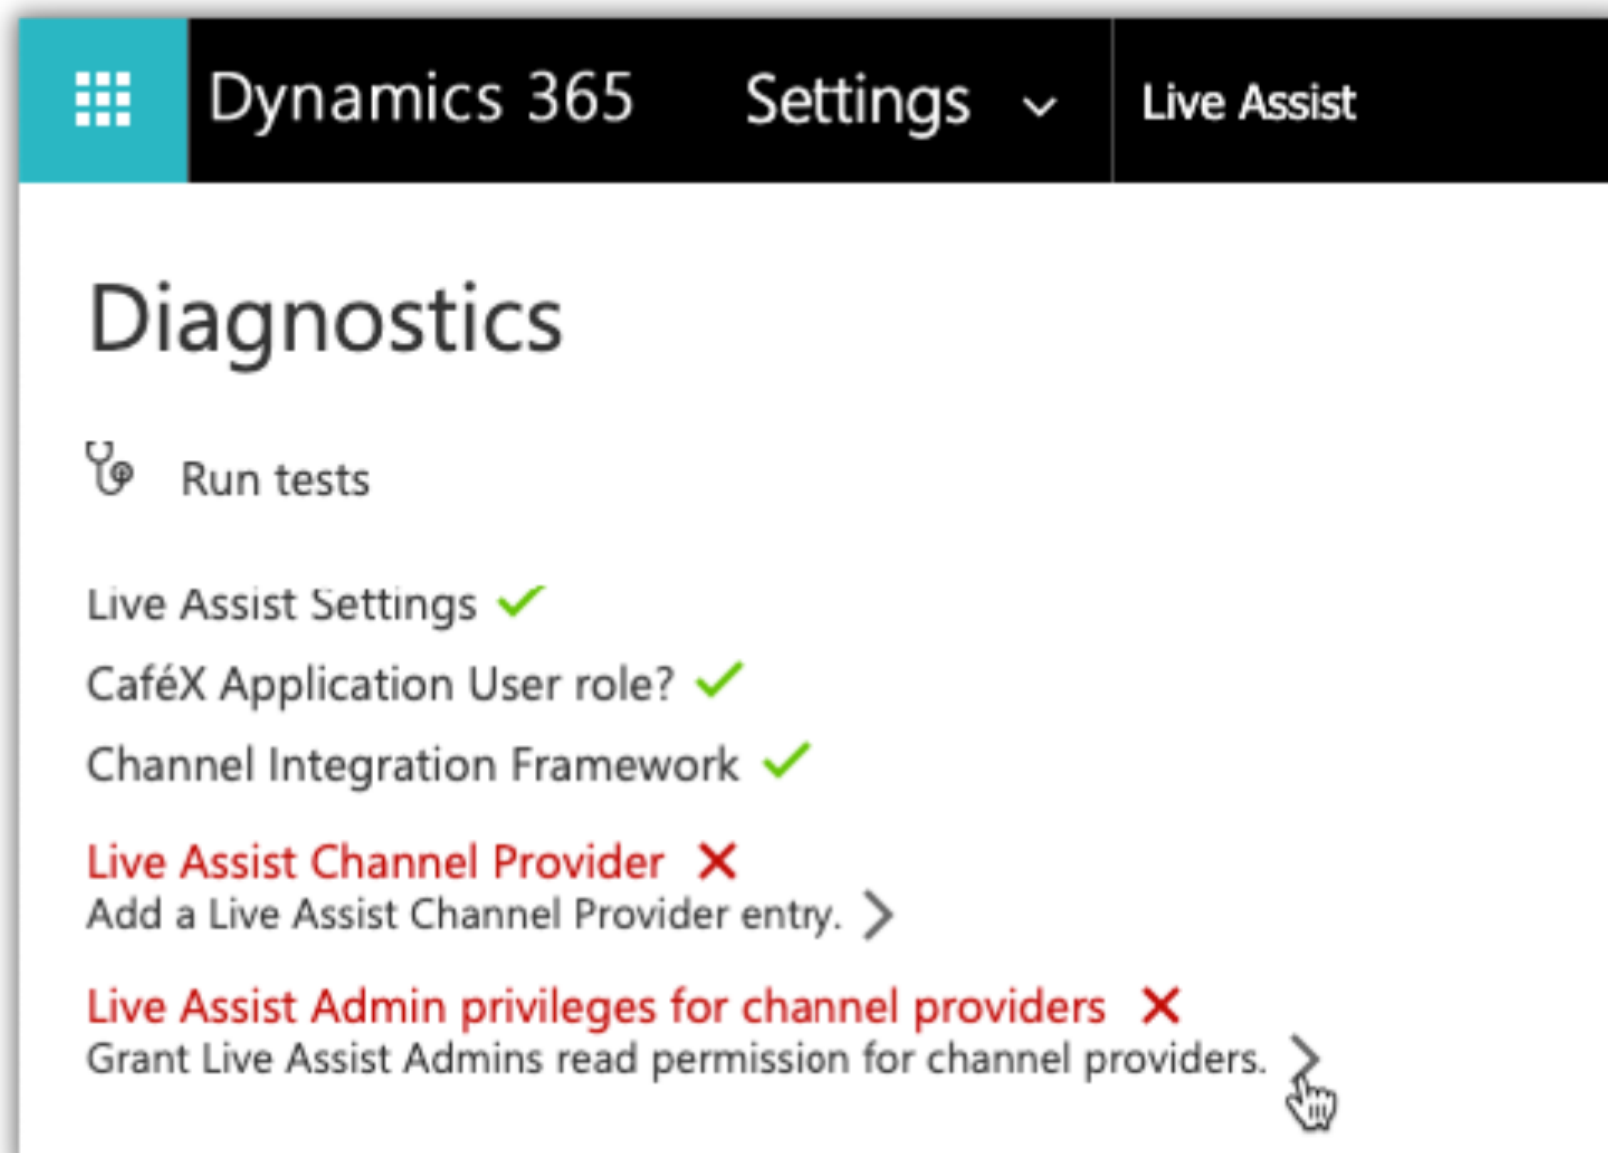 Dynamics 365 Settings Live Assist
Diagnostics
Run tests
Live Assist Settings
CaféX Application User role?
Channel Integration Framework
Live Assist Channel Provider
Add a Live Assist Channel Provider entry.
Live Assist Admin privileges for channel providers
Grant Live Assist Admins read permission for channel providers.